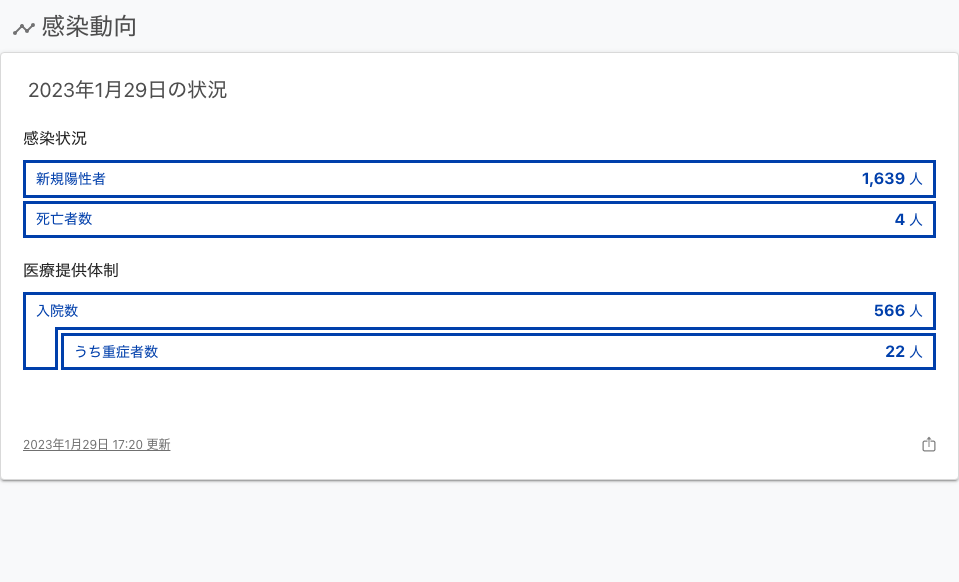 感染動向
2023年1月29日の状況
感染状況
新規陽性者 1,639 人
死亡者数 4 人
医療提供体制
入院数 566 人
うち重症者数 22 人
2023年1月29日 17:20 更新